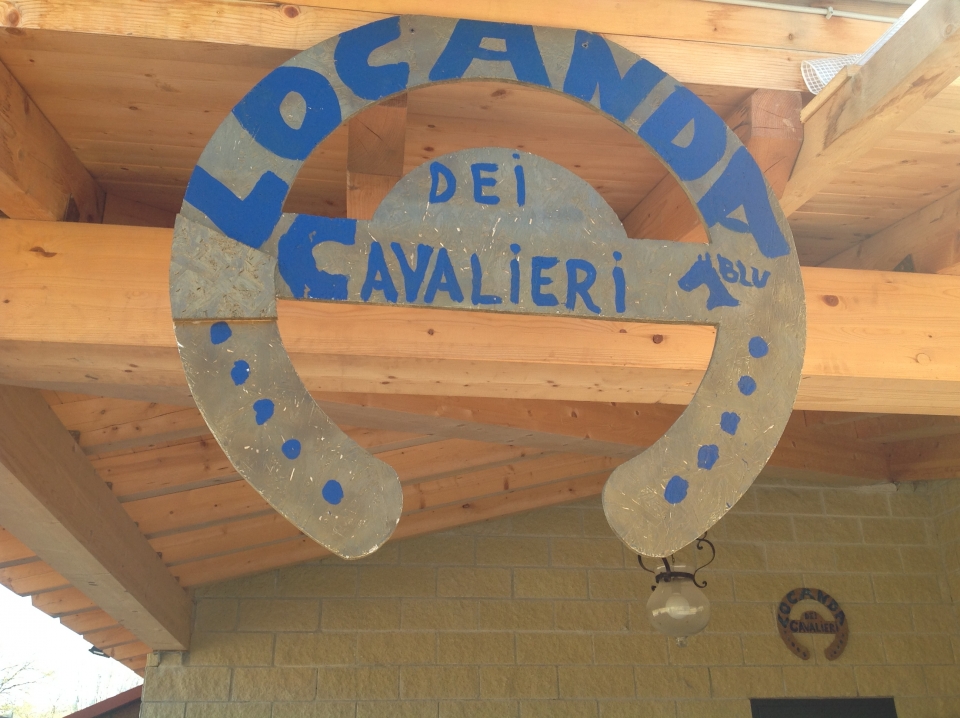 LOCANDA
DEi
CAVALiERi
BLU
LOCANDA
DEI
CAVALIERI